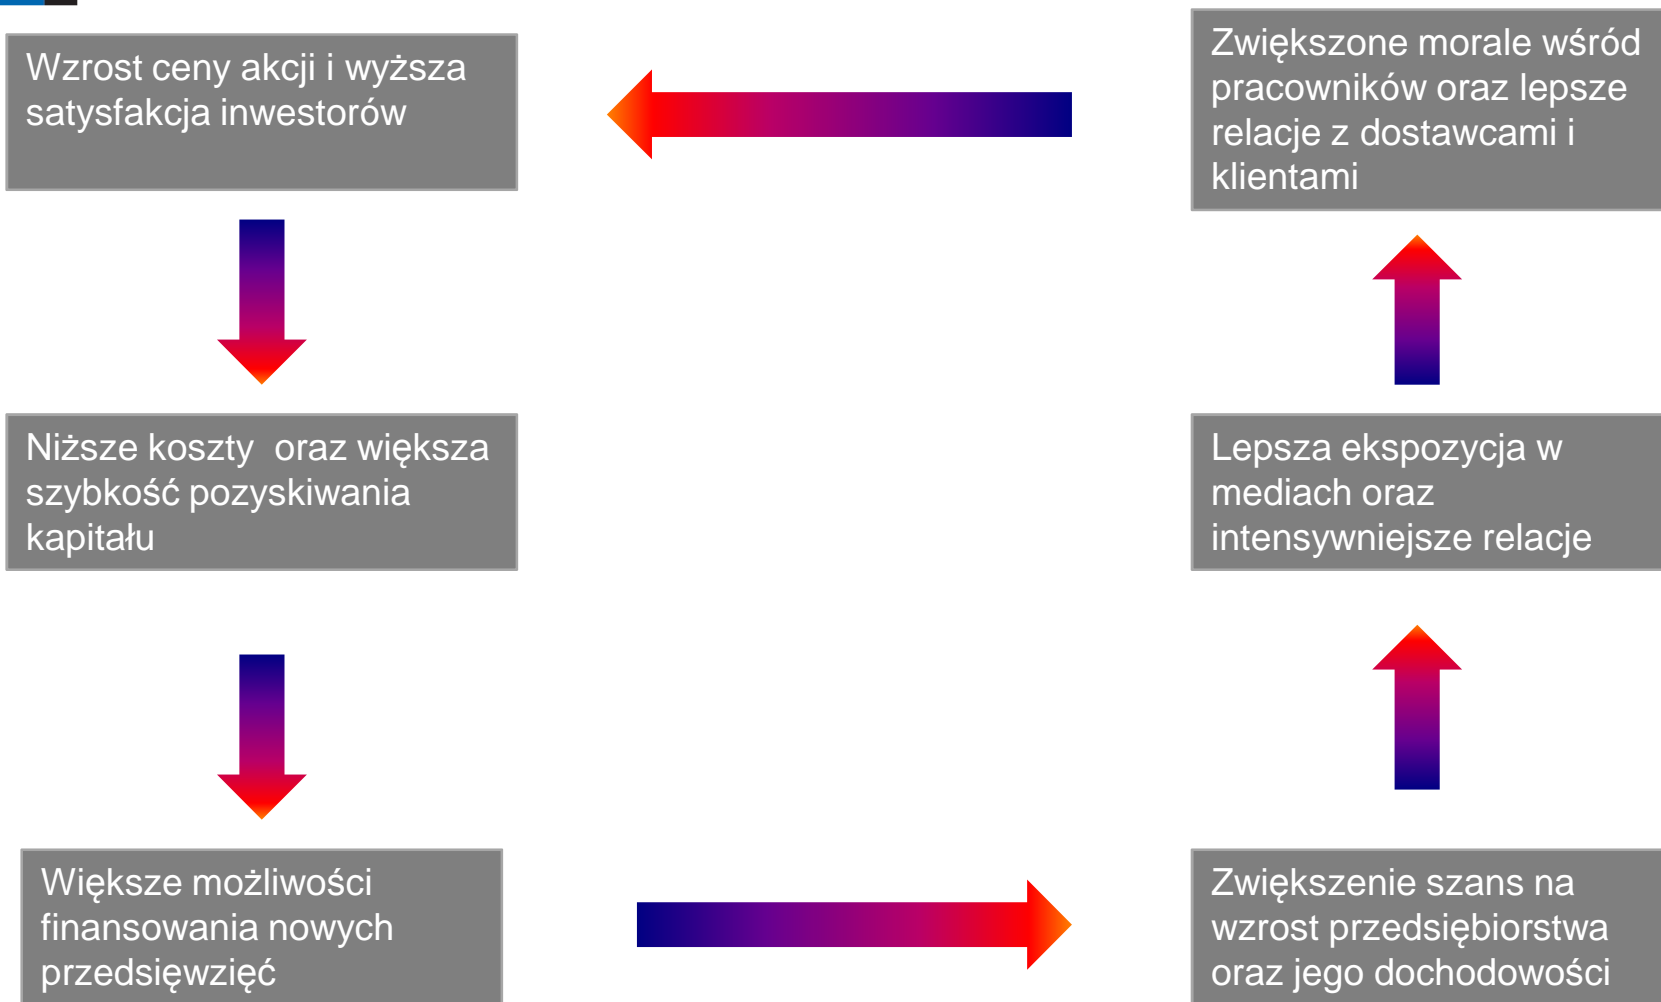 Wzrost ceny akcji i wyższa
satysfakcja inwestorów
Zwiększone morale wśród
pracowników oraz lepsze
relacje z dostawcami i
klientami
Niższe koszty  oraz większa
szybkość pozyskiwania
kapitału
Lepsza ekspozycja w
mediach oraz
intensywniejsze relacje
Większe możliwości
finansowania nowych
przedsięwzięć
Zwiększenie szans na
wzrost przedsiębiorstwa
oraz jego dochodowości